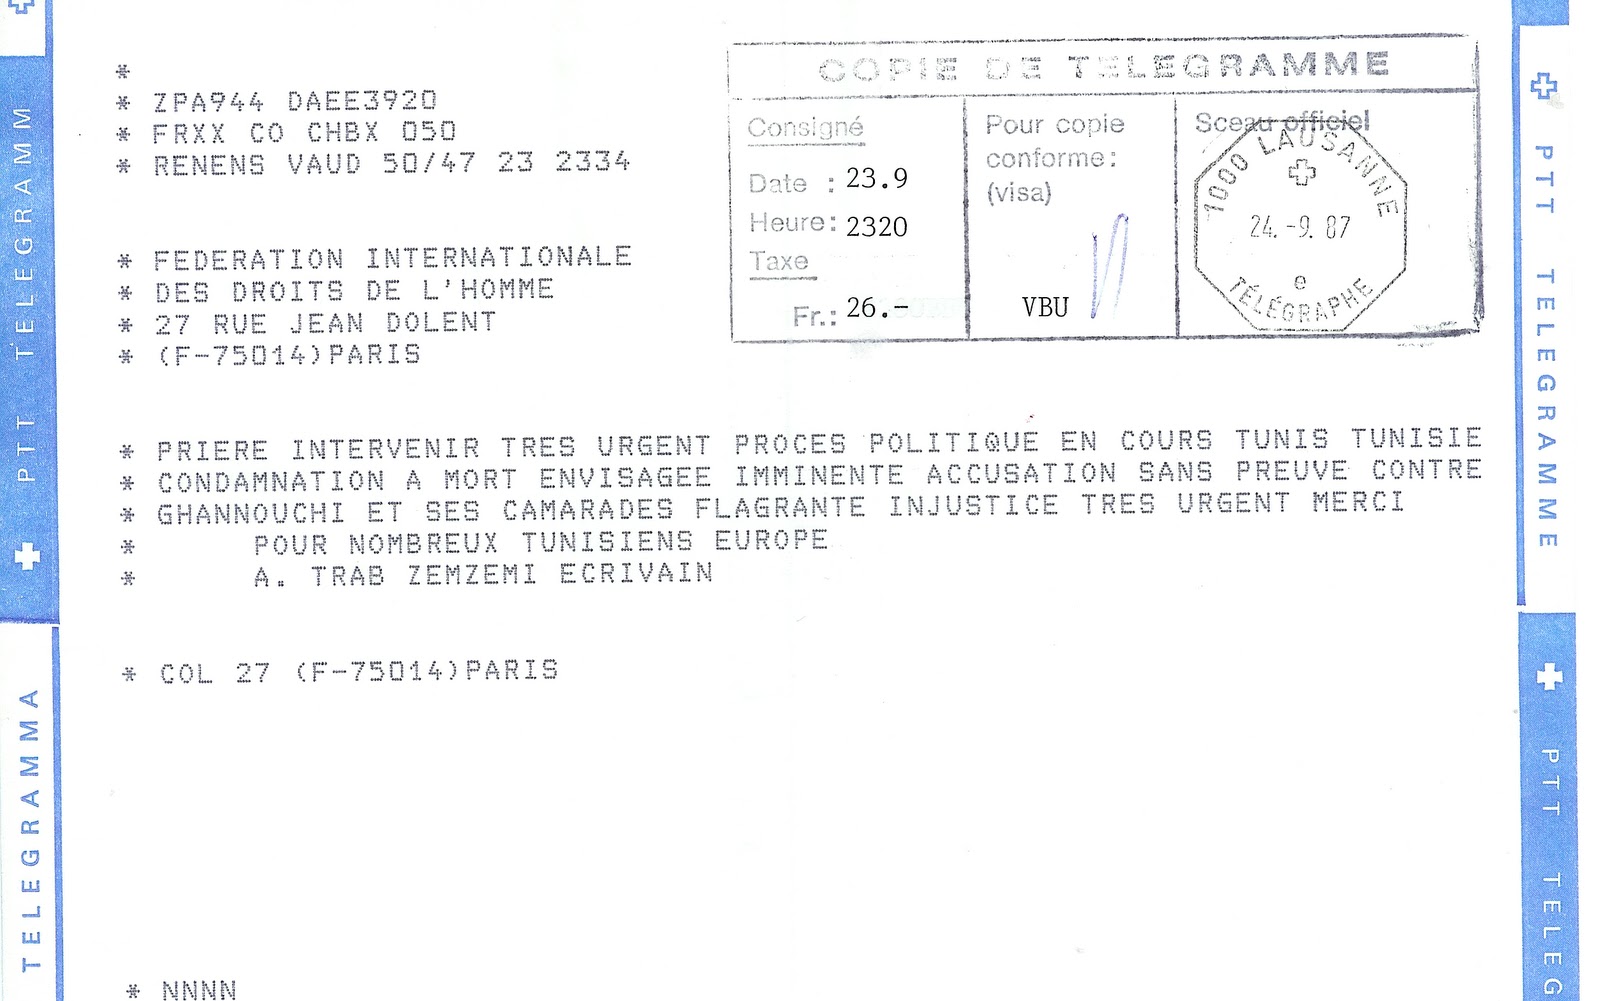 *
* ZPA944 DAEE3920
* FRXX CO CHBX 050
* RENENS VAUD 50/47 23 2334
* FEDERATION INTERNATIONALE
* DES DROITS DE L'HOMME
* 27 RUE JEAN DOLENT
* (F-75014)PARIS
COPIE DE TELEGRAMME
Consigné
Date : 23.9
Heure: 2320
Taxe
Fr.: 26.-
Pour copie
conforme:
(visa)
VBU
Sceau officiel
1000 LAUSANNE
24.-9.87
e
TÉLÉGRAPHE
* PRIERE INTERVENIR TRES URGENT PROCES POLITIQUE EN COURS TUNIS TUNISIE
* CONDAMNATION A MORT ENVISAGEE IMMINENTE ACCUSATION SANS PREUVE CONTRE
* GHANNOUCHI ET SES CAMARADES FLAGRANTE INJUSTICE TRES URGENT MERCI
* POUR NOMBREUX TUNISIENS EUROPE
* A. TRAB ZEMZEMI ECRIVAIN
* COL 27 (F-75014)PARIS
* NNNN
PTT TELEGRAMM
TELEGRAMMA
PTT TELEGRAMME
PTT TELEG